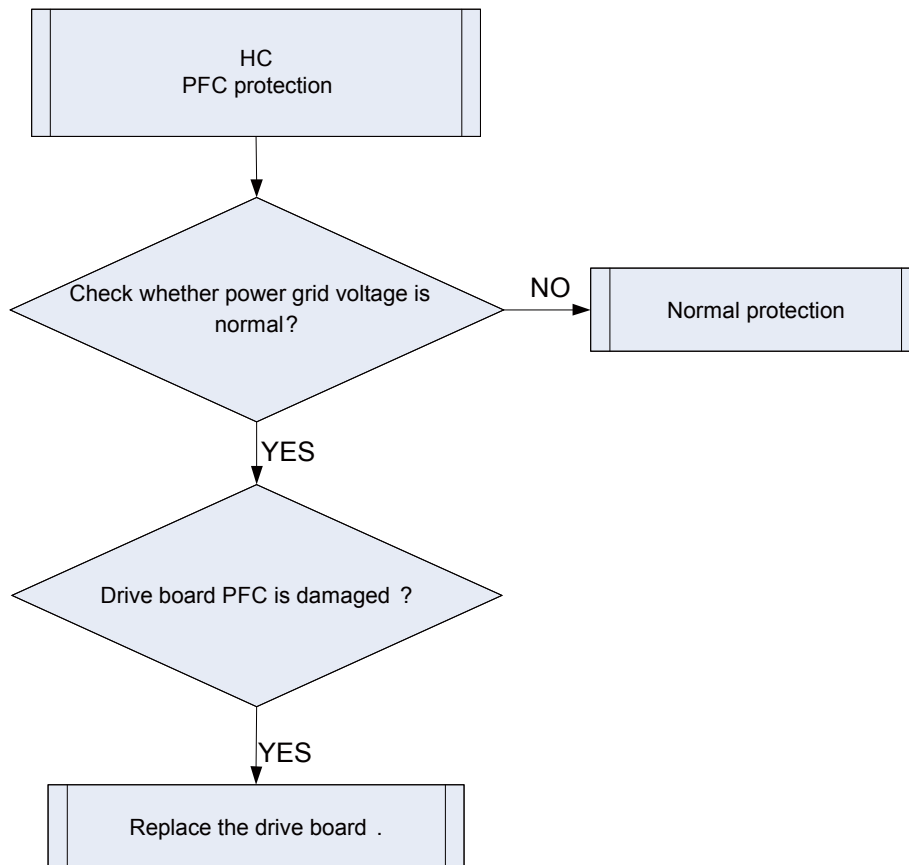 HC
PFC protection
Check whether power grid voltage is
normal?
NO
Normal protection
YES
Drive board PFC is damaged ?
YES
Replace the drive board .